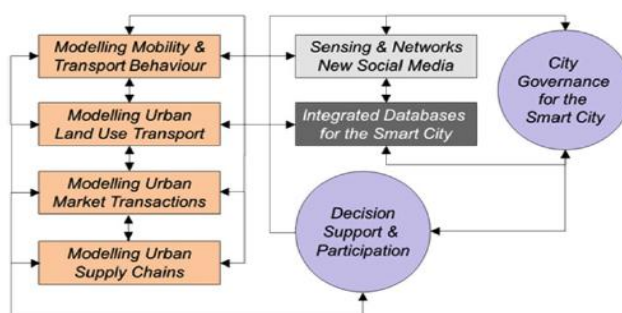 Modelling Mobility &
Transport Behaviour
Sensing & Networks
New Social Media
City
Governance
for the
Smart City
Modelling Urban
Land Use Transport
Integrated Databases
for the Smart City
Modelling Urban
Market Transactions
Decision
Support &
Participation
Modelling Urban
Supply Chains